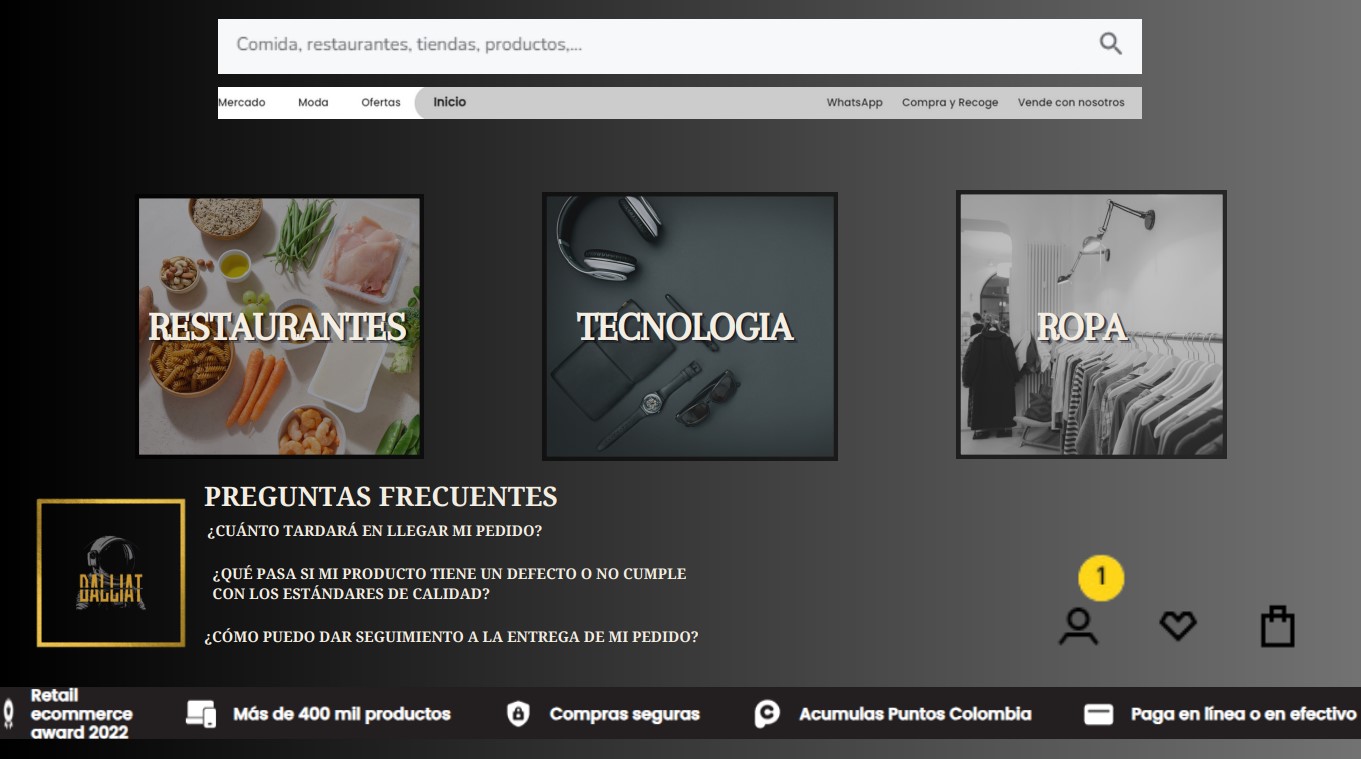 Comida, restaurantes, tiendas, productos,...
Mercado Moda Ofertas Inicio WhatsApp Compra y Recoge Vende con nosotros
RESTAURANTES
TECNOLOGIA
ROPA
PREGUNTAS FRECUENTES
¿CUÁNTO TARDARÁ EN LLEGAR MI PEDIDO?
¿QUÉ PASA SI MI PRODUCTO TIENE UN DEFECTO O NO CUMPLE
CON LOS ESTÁNDARES DE CALIDAD?
¿CÓMO PUEDO DAR SEGUIMIENTO A LA ENTREGA DE MI PEDIDO?
DALLIAT
1
Retail
ecommerce
award 2022
Más de 400 mil productos
Compras seguras
Acumulas Puntos Colombia
Paga en línea o en efectivo